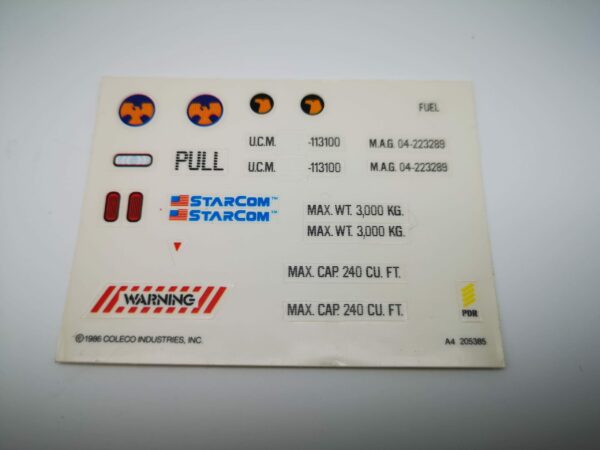 FUEL
U.C.M. -113100 M.A.G. 04-223289
PULL
U.C.M. -113100 M.A.G. 04-223289
STARCOM™
STARCOM™
MAX. WT. 3,000 KG.
MAX. WT. 3,000 KG.
MAX. CAP. 240 CU. FT.
WARNING
MAX. CAP. 240 CU. FT.
PDR
©1986 COLECO INDUSTRIES, INC.
A4 205385